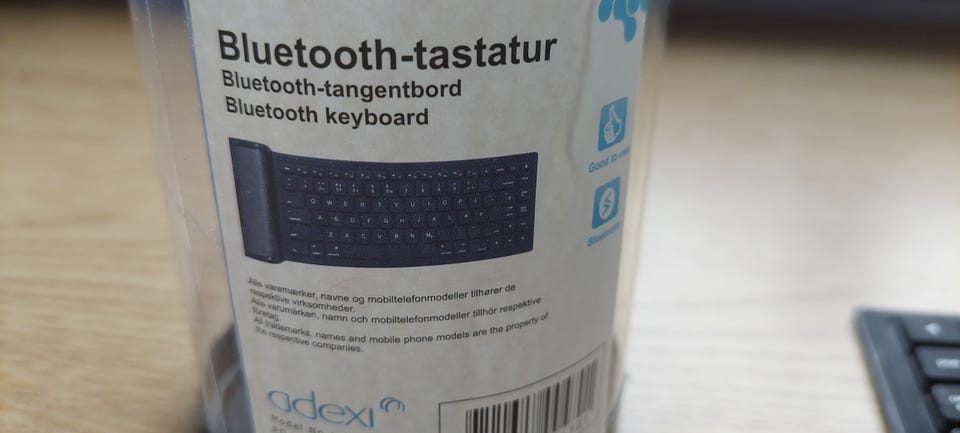 Bluetooth-tastatur
Bluetooth-tangentbord
Bluetooth keyboard
Good to use
Bluetooth
Alle varemærker, navne og mobiltelefonmodeller tilhører de
respektive virksomheder.
Alla varumärken, namn och mobiltelefonmodeller tillhör respektive
företag.
All trademarks, names and mobile phone models are the property of
the respective companies.
adexi
Model No